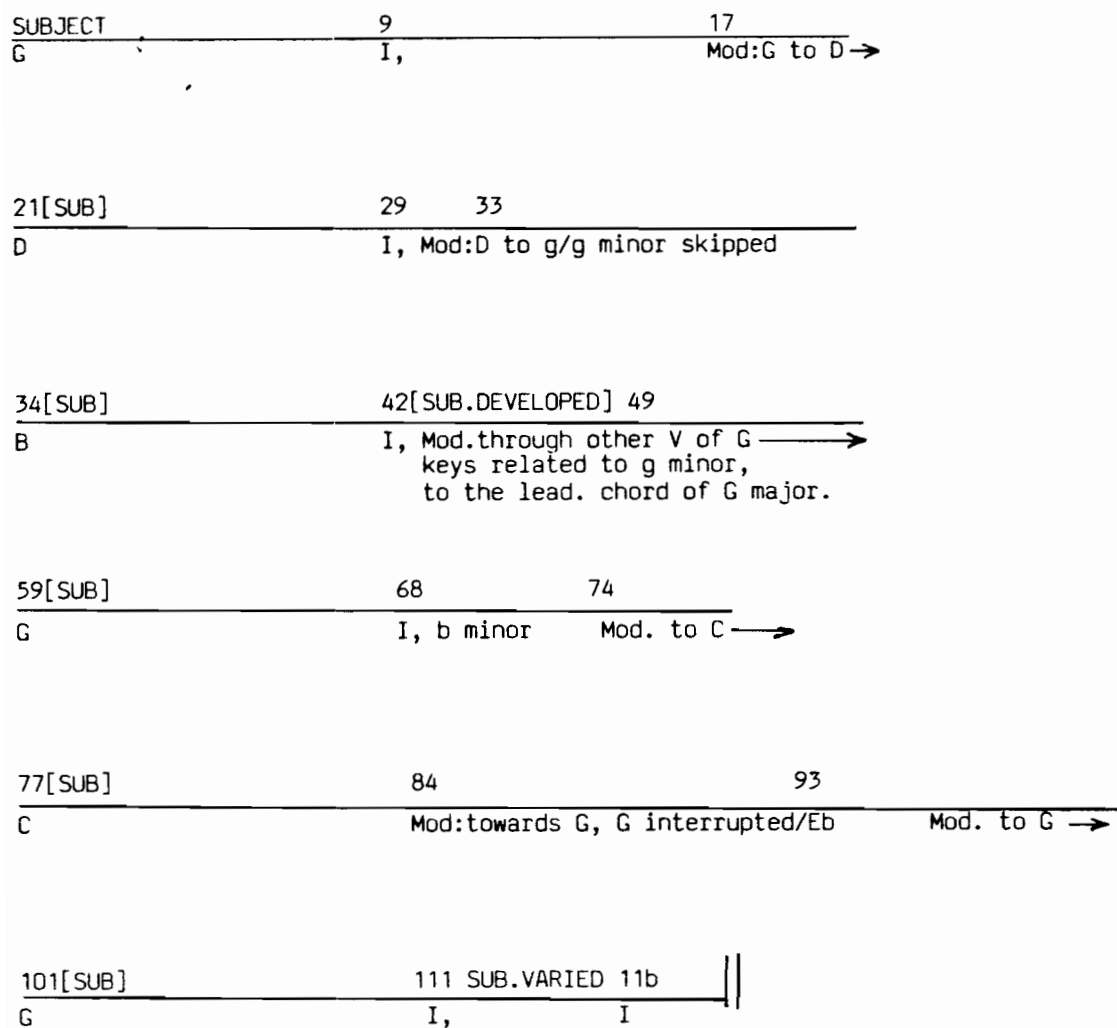 SUBJECT 9 17
G I, Mod:G to D→
21[SUB] 29 33
D I, Mod:D to g/g minor skipped
34[SUB] 42[SUB.DEVELOPED] 49
B I, Mod.through other V of G→
keys related to g minor,
to the lead. chord of G major.
59[SUB] 68 74
G I, b minor Mod. to C→
77[SUB] 84 93
C Mod:towards G, G interrupted/Eb Mod. to G →
101[SUB] 111 SUB.VARIED 11b
G I, I